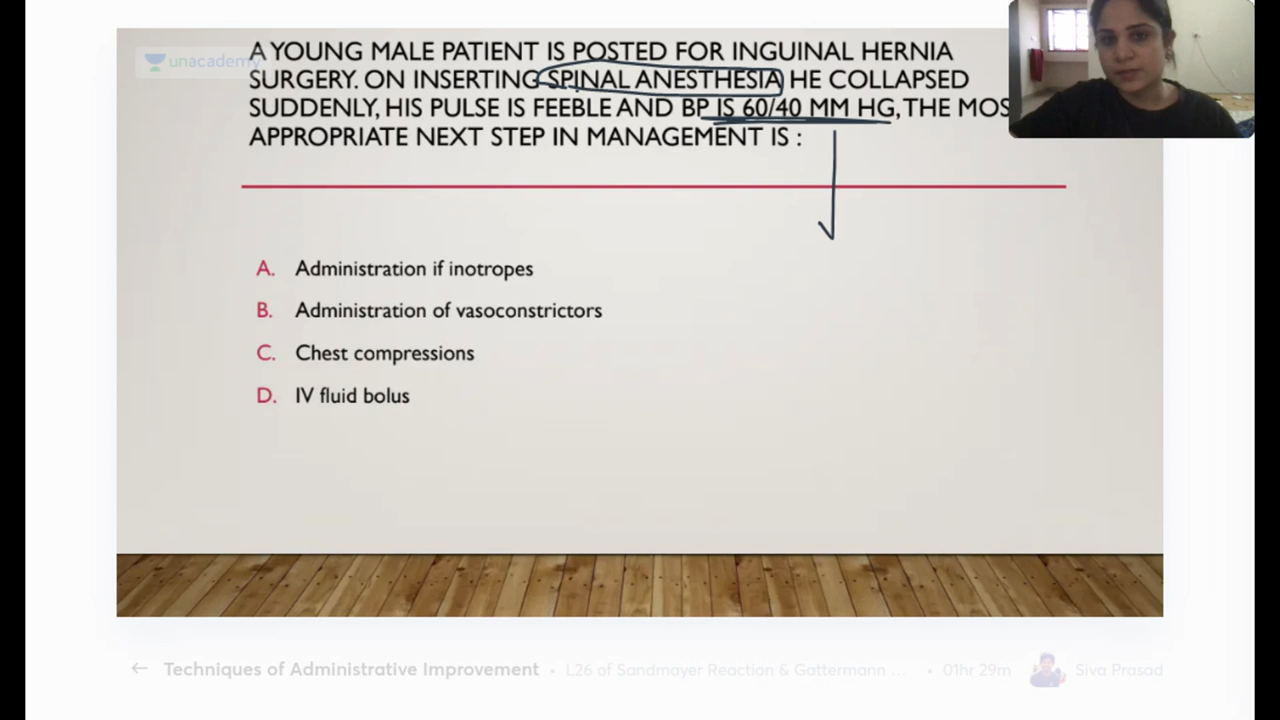 unacademy
A YOUNG MALE PATIENT IS POSTED FOR INGUINAL HERNIA
SURGERY. ON INSERTING SPINAL ANESTHESIA HE COLLAPSED
SUDDENLY, HIS PULSE IS FEEBLE AND BP IS 60/40 MM HG, THE MOS
APPROPRIATE NEXT STEP IN MANAGEMENT IS :
A. Administration if inotropes
B. Administration of vasoconstrictors
C. Chest compressions
D. IV fluid bolus
← Techniques of Administrative Improvement • L26 of Sandmayer Reaction & Gattermann ... • 01hr 29m Siva Prasad